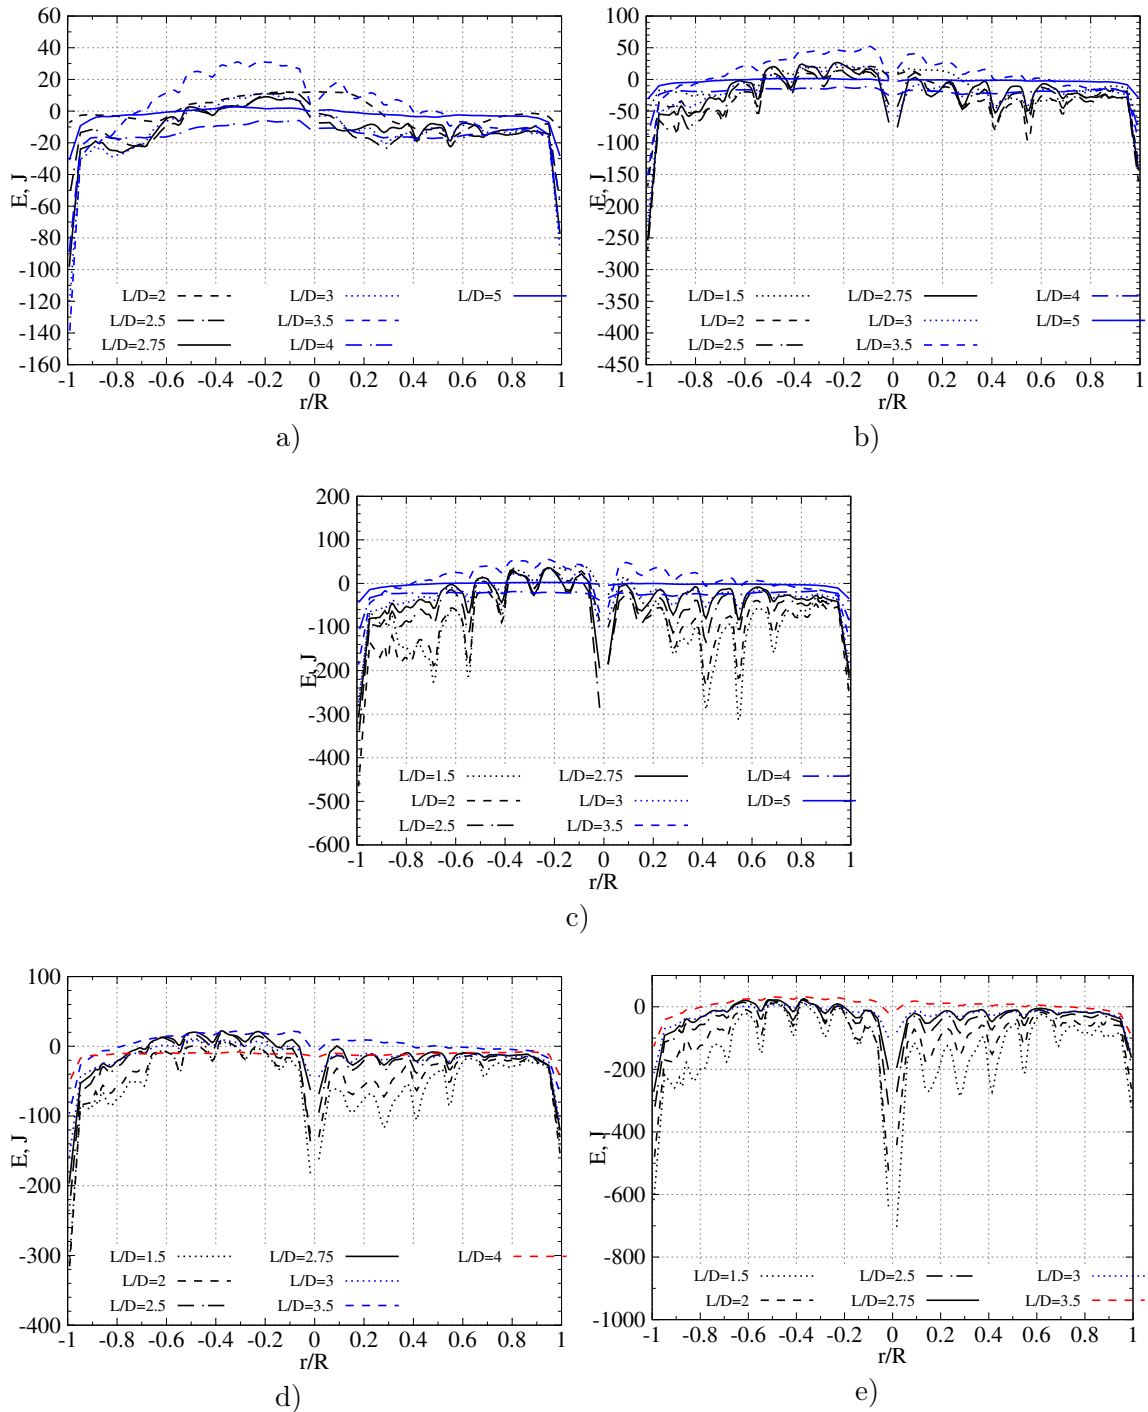 60
40
20
0
-20
-40
-60
-80
-100
-120
-140
-160
E, J
L/D=2
L/D=2.5
L/D=2.75
L/D=3
L/D=3.5
L/D=4
L/D=5
-1 -0.8 -0.6 -0.4 -0.2 0 0.2 0.4 0.6 0.8 1
r/R
a)
100
50
0
-50
-100
-150
-200
-250
-300
-350
-400
-450
E, J
L/D=1.5
L/D=2
L/D=2.5
L/D=2.75
L/D=3
L/D=3.5
L/D=4
L/D=5
-1 -0.8 -0.6 -0.4 -0.2 0 0.2 0.4 0.6 0.8 1
r/R
b)
200
100
0
-100
-200
-300
-400
-500
-600
E, J
L/D=1.5
L/D=2
L/D=2.5
L/D=2.75
L/D=3
L/D=3.5
L/D=4
L/D=5
-1 -0.8 -0.6 -0.4 -0.2 0 0.2 0.4 0.6 0.8 1
r/R
c)
100
0
-100
-200
-300
-400
E, J
L/D=1.5
L/D=2
L/D=2.5
L/D=2.75
L/D=3
L/D=3.5
L/D=4
-1 -0.8 -0.6 -0.4 -0.2 0 0.2 0.4 0.6 0.8 1
r/R
d)
0
-200
-400
-600
-800
-1000
E, J
L/D=1.5
L/D=2
L/D=2.5
L/D=2.75
L/D=3
L/D=3.5
-1 -0.8 -0.6 -0.4 -0.2 0 0.2 0.4 0.6 0.8 1
r/R
e)